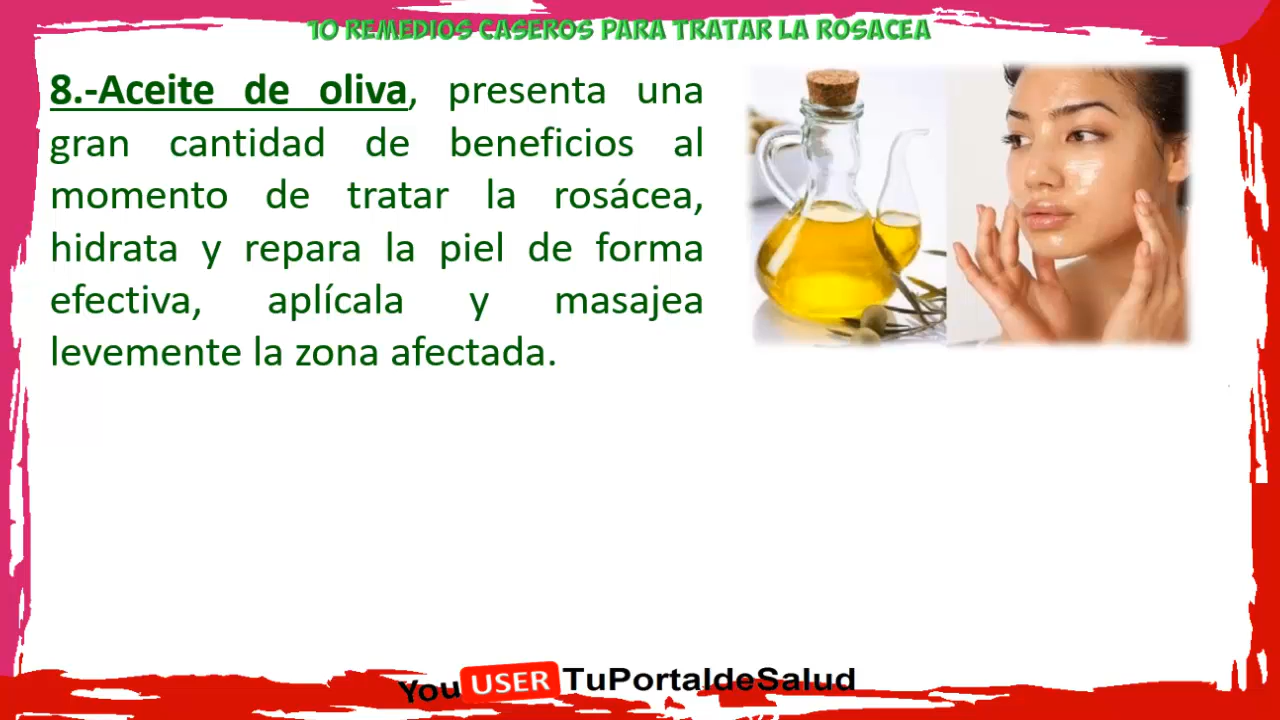 10 REMEDIOS CASEROS PARA TRATAR LA ROSACEA
8.-Aceite de oliva, presenta una
gran cantidad de beneficios al
momento de tratar la rosácea,
hidrata y repara la piel de forma
efectiva, aplícala y masajea
levemente la zona afectada.
You USER TuPortaldeSalud